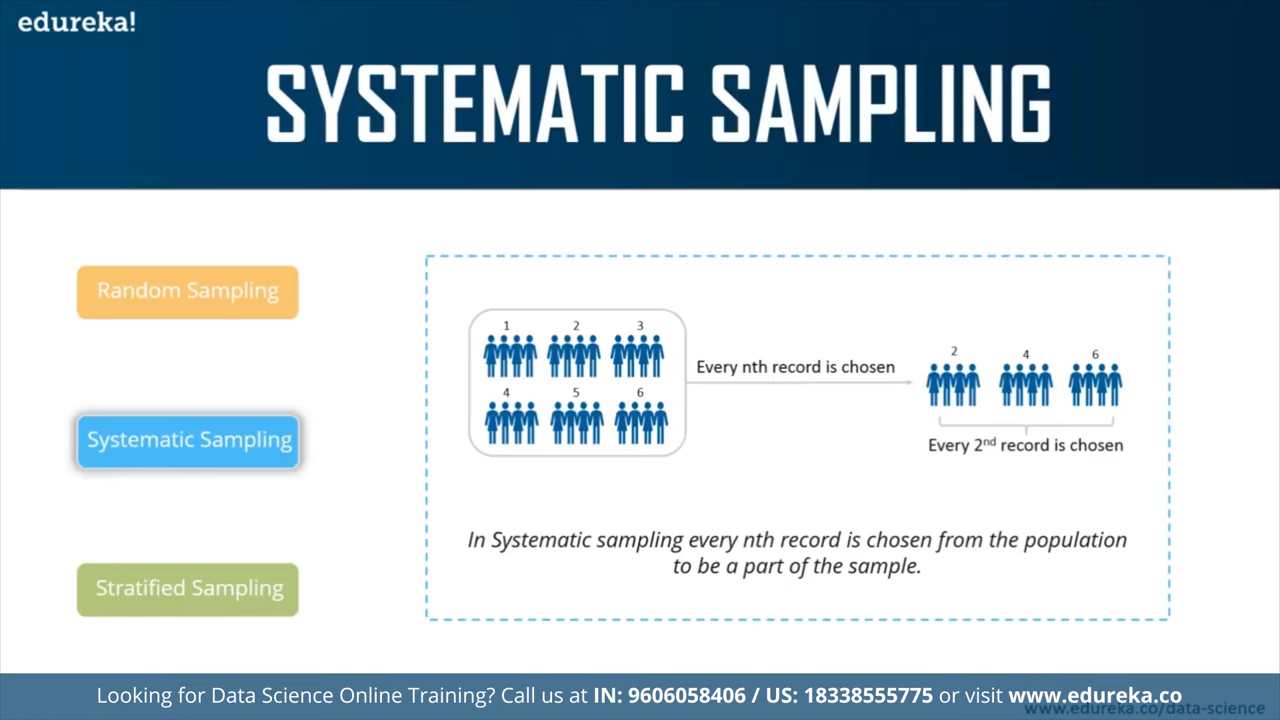 edureka!
SYSTEMATIC SAMPLING
Random Sampling
Systematic Sampling
Stratified Sampling
1 2 3
4 5 6
Every nth record is chosen
2 4 6
Every 2nd record is chosen
In Systematic sampling every nth record is chosen from the population
to be a part of the sample.
Looking for Data Science Online Training? Call us at IN: 9606058406 / US: 18338555775 or visit www.edureka.co
www.edureka.co/data-science